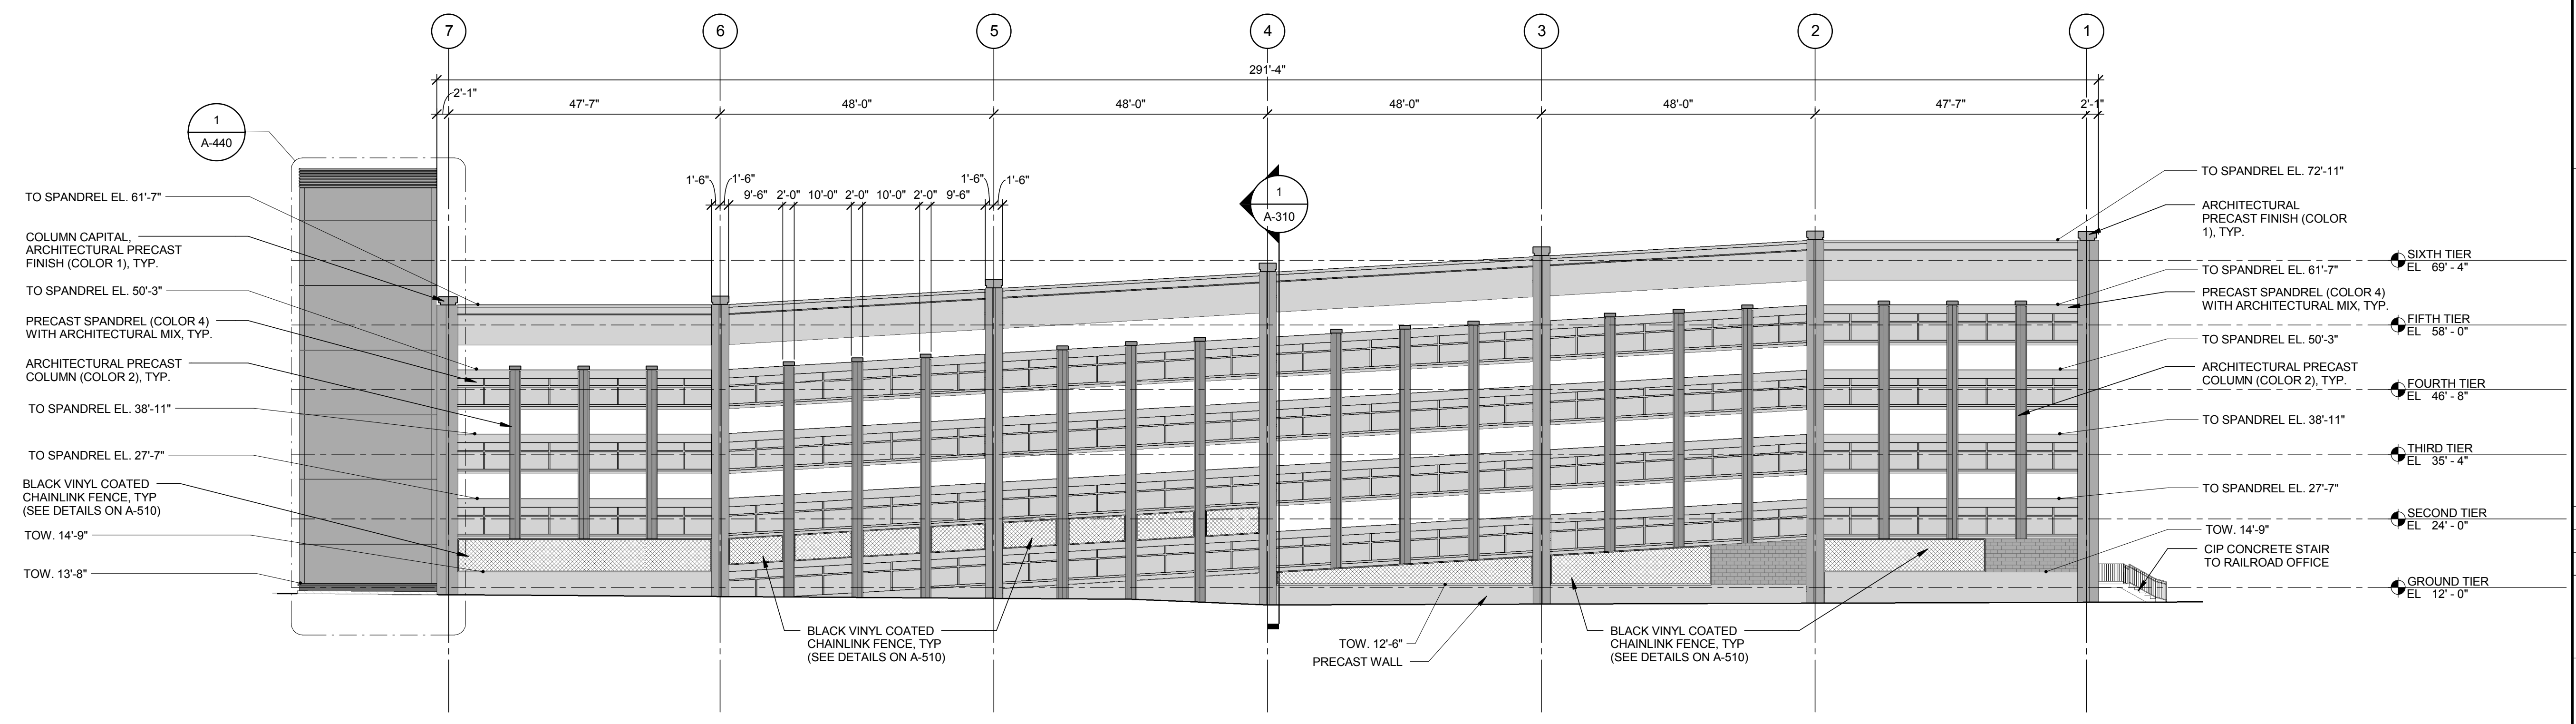 7 6 5 4 3 2 1
291'-4"
2'-1" 47'-7" 48'-0" 48'-0" 48'-0" 48'-0" 47'-7" 2'-1"
1
A-440
1'-6" 1'-6" 9'-6" 2'-0" 10'-0" 2'-0" 10'-0" 2'-0" 9'-6" 1'-6" 1'-6"
1
A-310
TO SPANDREL EL. 61'-7"
COLUMN CAPITAL,
ARCHITECTURAL PRECAST
FINISH (COLOR 1), TYP.
TO SPANDREL EL. 50'-3"
PRECAST SPANDREL (COLOR 4)
WITH ARCHITECTURAL MIX, TYP.
ARCHITECTURAL PRECAST
COLUMN (COLOR 2), TYP.
TO SPANDREL EL. 38'-11"
TO SPANDREL EL. 27'-7"
BLACK VINYL COATED
CHAINLINK FENCE, TYP
(SEE DETAILS ON A-510)
TOW. 14'-9"
TOW. 13'-8"
BLACK VINYL COATED
CHAINLINK FENCE, TYP
(SEE DETAILS ON A-510)
TOW. 12'-6"
PRECAST WALL
BLACK VINYL COATED
CHAINLINK FENCE, TYP
(SEE DETAILS ON A-510)
TO SPANDREL EL. 72'-11"
ARCHITECTURAL
PRECAST FINISH (COLOR
1), TYP.
TO SPANDREL EL. 61'-7"
PRECAST SPANDREL (COLOR 4)
WITH ARCHITECTURAL MIX, TYP.
TO SPANDREL EL. 50'-3"
ARCHITECTURAL PRECAST
COLUMN (COLOR 2), TYP.
TO SPANDREL EL. 38'-11"
TO SPANDREL EL. 27'-7"
TOW. 14'-9"
CIP CONCRETE STAIR
TO RAILROAD OFFICE
SIXTH TIER
EL 69' - 4"
FIFTH TIER
EL 58' - 0"
FOURTH TIER
EL 46' - 8"
THIRD TIER
EL 35' - 4"
SECOND TIER
EL 24' - 0"
GROUND TIER
EL 12' - 0"